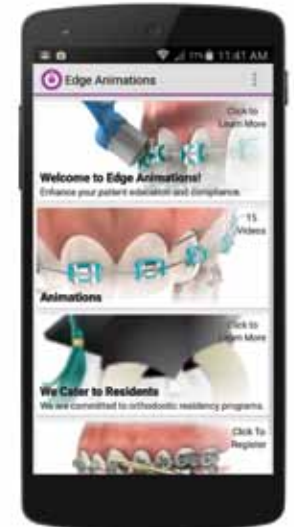 11:41 AM
Edge Animations
Click to
Learn More
Welcome to Edge Animations!
Enhance your patient education and compliance.
15
Videos
Animations
Click to
Learn More
We Cater to Residents
We are committed to orthodontic residency programs.
Click To
Register